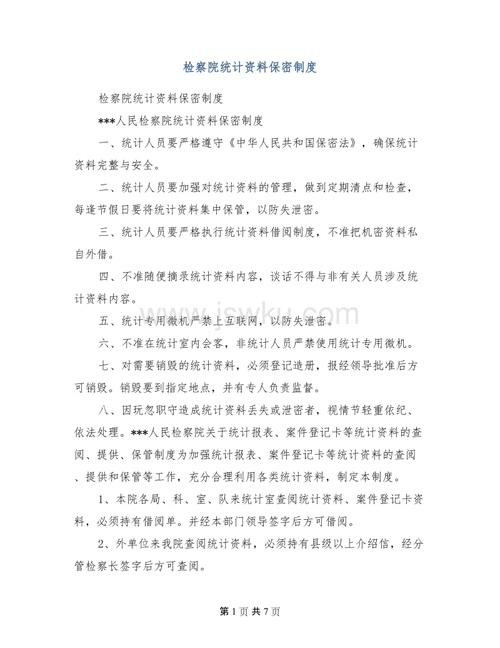 检察院统计资料保密制度
检察院统计资料保密制度
***人民检察院统计资料保密制度
一、统计人员要严格遵守《中华人民共和国保密法》，确保统计
资料完整与安全。
二、统计人员要加强对统计资料的管理，做到定期清点和检查，
每逢节假日要将统计资料集中保管，以防失泄密。
三、统计人员要严格执行统计资料借阅制度，不准把机密资料私
自外借。
四、不准随便摘录统计资料内容，谈话不得与非有关人员涉及统
计资料内容。
www.jswku.com
五、统计专用微机严禁上互联网，以防失泄密。
六、不准在统计室内会客，非统计人员严禁使用统计专用微机。
七、对需要销毁的统计资料，必须登记造册，报经领导批准后方
可销毁。销毁要到指定地点，并有专人负责监督。
八、因玩忽职守造成统计资料丢失或泄密者，视情节轻重依纪、
依法处理。***人民检察院关于统计报表、案件登记卡等统计资料的查
阅、提供、保管制度为加强统计报表、案件登记卡等统计资料的查阅
、提供和保管等工作，充分合理利用各类统计资料，制定本制度。
1、本院各局、科、室、队来统计室查阅统计资料、案件登记卡资
料，必须持有借阅单。并经本部门领导签字后方可借阅。
2、外单位来我院查阅统计资料，必须持有县级以上介绍信，经分
管检察长签字后方可查阅。
第 1 页 共 7 页